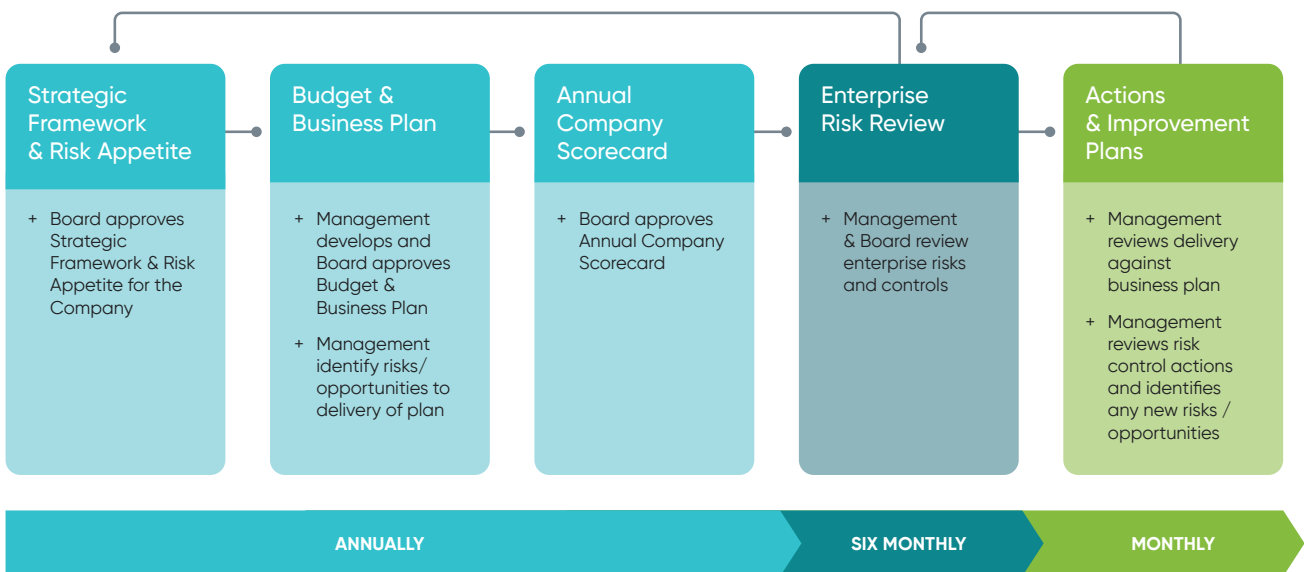 Strategic
Framework
& Risk Appetite
+ Board approves
Strategic
Framework & Risk
Appetite for the
Company
Budget &
Business Plan
+ Management
develops and
Board approves
Budget &
Business Plan
+ Management
identify risks/
opportunities to
delivery of plan
Annual
Company
Scorecard
+ Board approves
Annual Company
Scorecard
Enterprise
Risk Review
+ Management
& Board review
enterprise risks
and controls
Actions
& Improvement
Plans
+ Management
reviews delivery
against
business plan
+ Management
reviews risk
control actions
and identifies
any new risks /
opportunities
ANNUALLY
SIX MONTHLY
MONTHLY